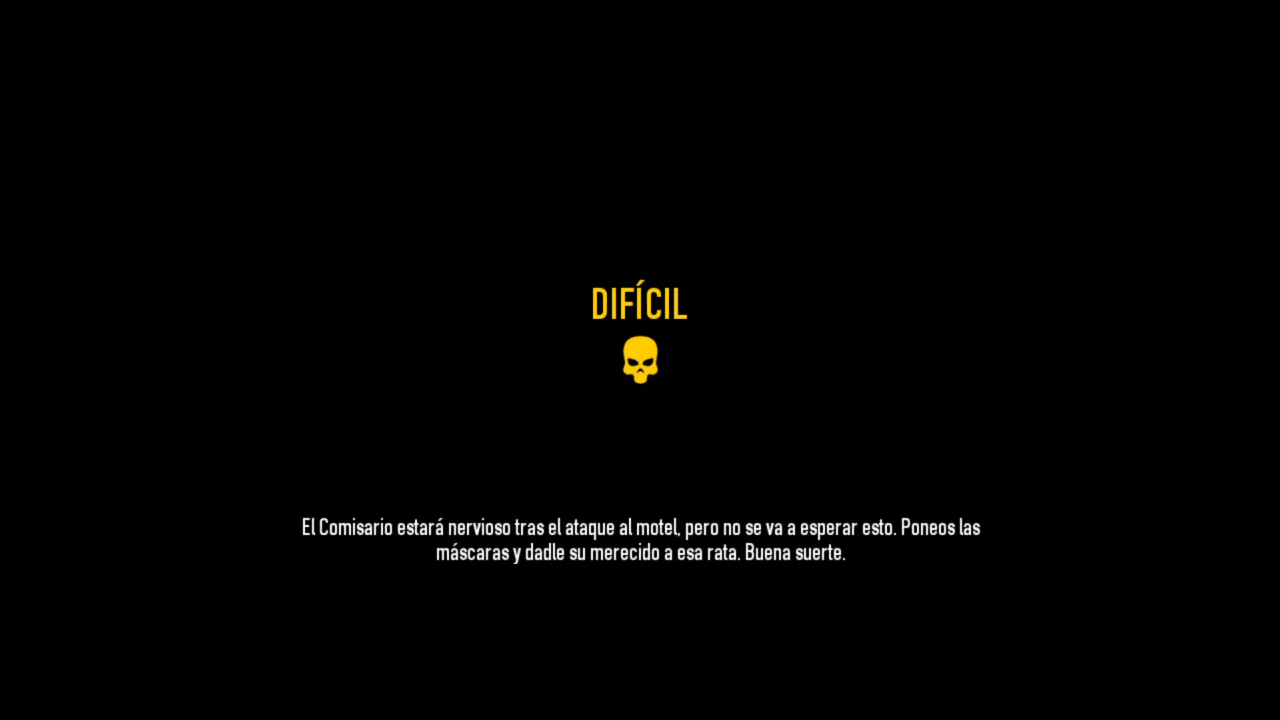 DIFÍCIL
El Comisario estará nervioso tras el ataque al motel, pero no se va a esperar esto. Poneos las
máscaras y dadle su merecido a esa rata. Buena suerte.